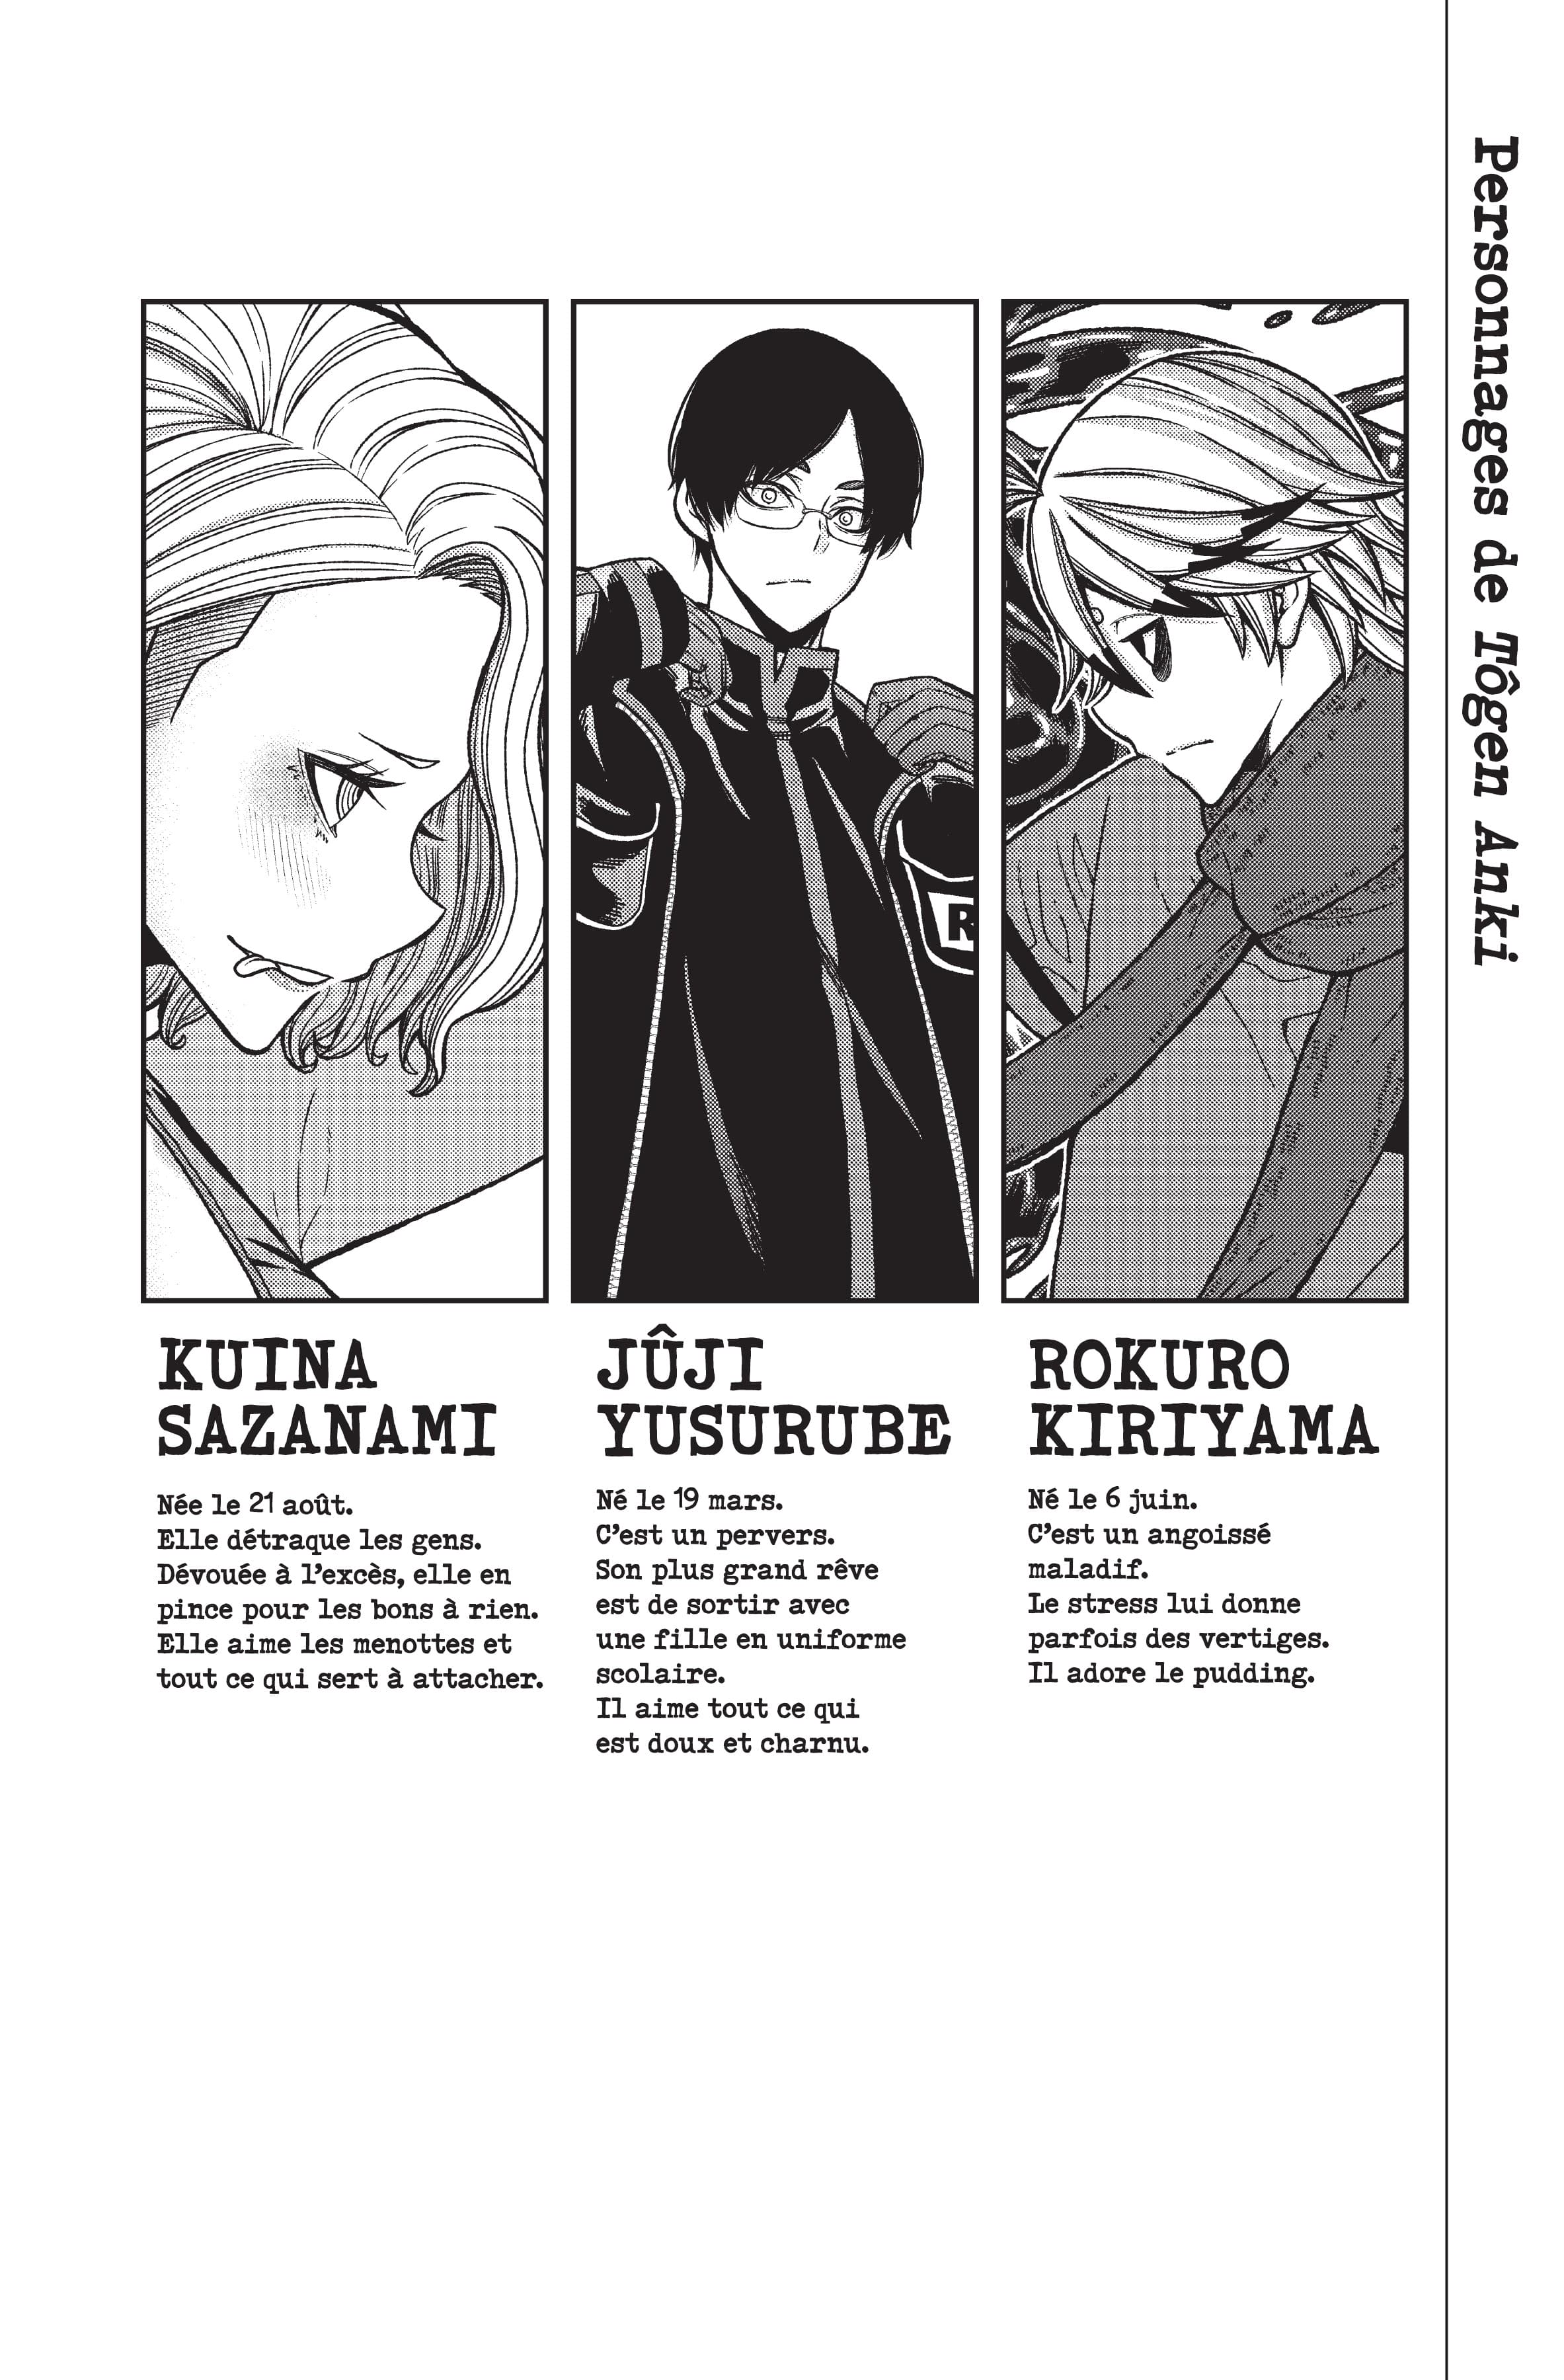 Personnages de Tôgen Anki
R
KUINA
SAZANAMI
Née le 21 août.
Elle détraque les gens.
Dévouée à l'excès, elle en
pince pour les bons à rien.
Elle aime les menottes et
tout ce qui sert à attacher.
JÛJI
YUSURUBE
Né le 19 mars.
C'est un pervers.
Son plus grand rêve
est de sortir avec
une fille en uniforme
scolaire.
Il aime tout ce qui
est doux et charnu.
ROKURO
KIRIYAMA
Né le 6 juin.
C'est un angoissé
maladif.
Le stress lui donne
parfois des vertiges.
Il adore le pudding.